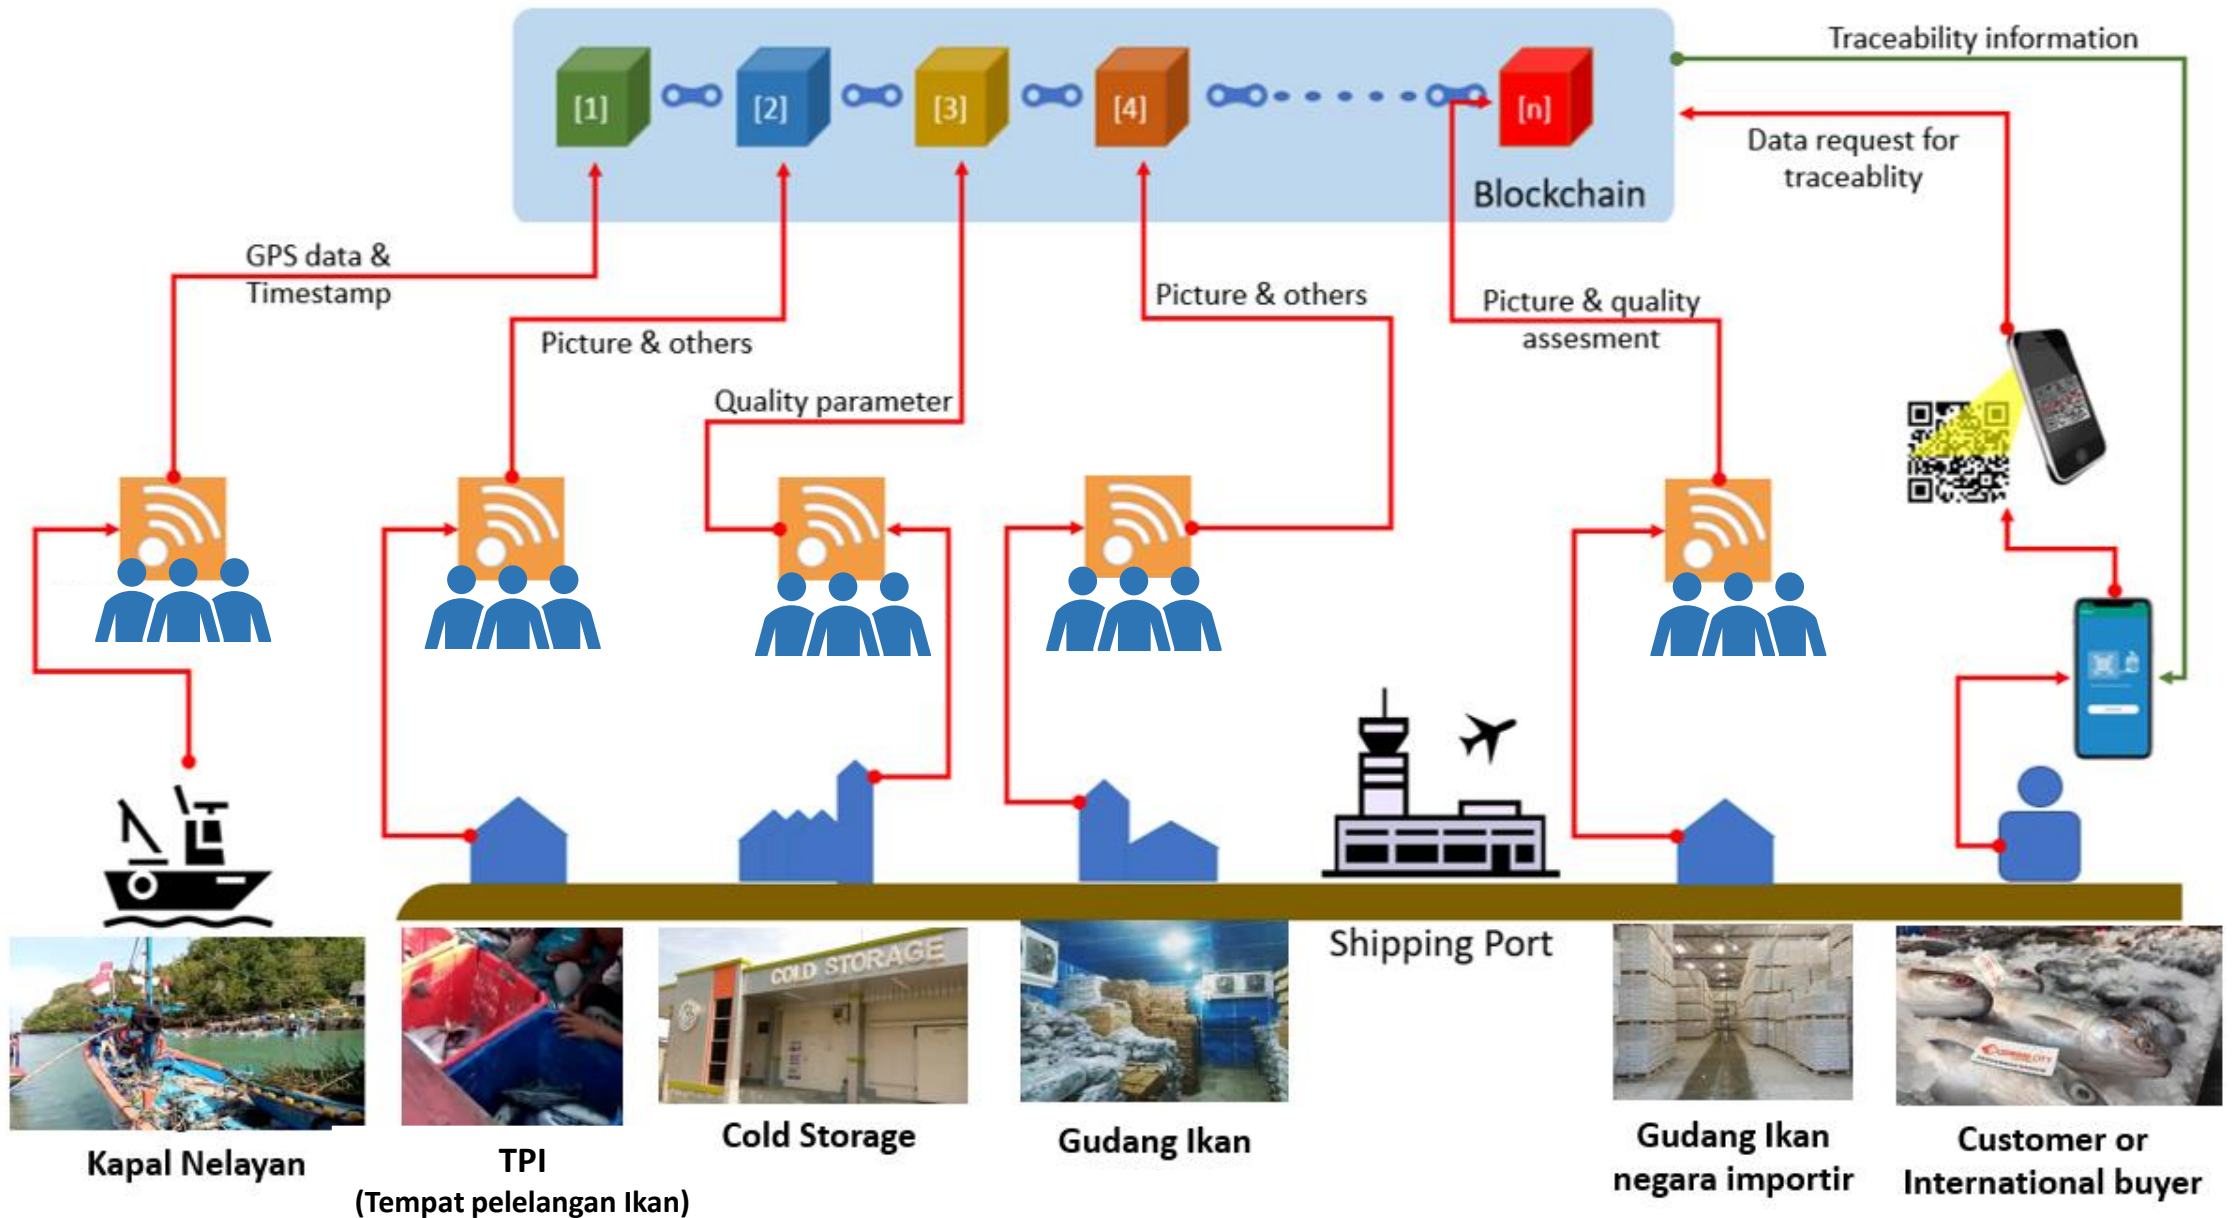 Traceability information
[1]
[2]
[3]
[4]
[n]
Data request for
traceablity
Blockchain
GPS data &
Timestamp
Picture & others
Picture & others
Picture & quality
assesment
Quality parameter
COLD STORAGE
Shipping Port
Kapal Nelayan
TPI
(Tempat pelelangan Ikan)
Cold Storage
Gudang Ikan
Gudang Ikan
negara importir
Customer or
International buyer